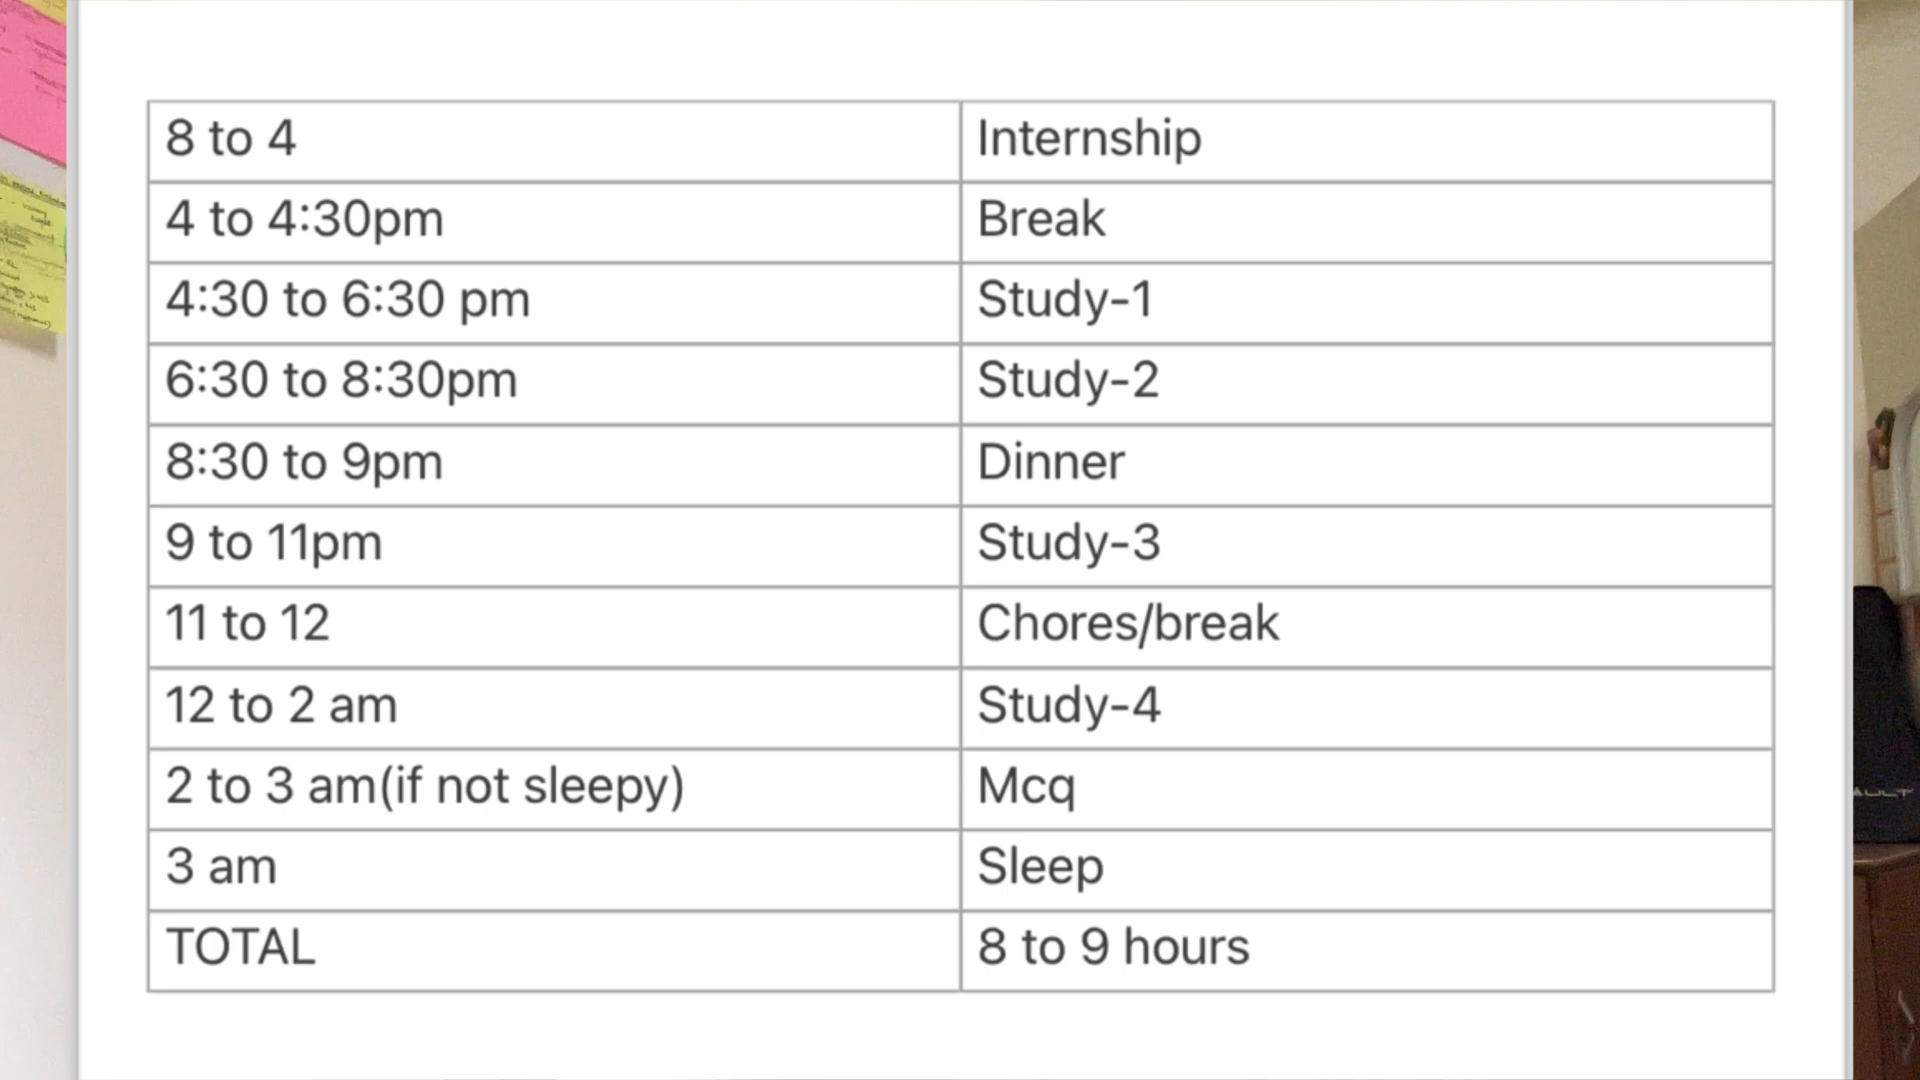 8 to 4 Internship
4 to 4:30pm Break
4:30 to 6:30 pm Study-1
6:30 to 8:30pm Study-2
8:30 to 9pm Dinner
9 to 11pm Study-3
11 to 12 Chores/break
12 to 2 am Study-4
2 to 3 am(if not sleepy) Mcq
3 am Sleep
TOTAL 8 to 9 hours